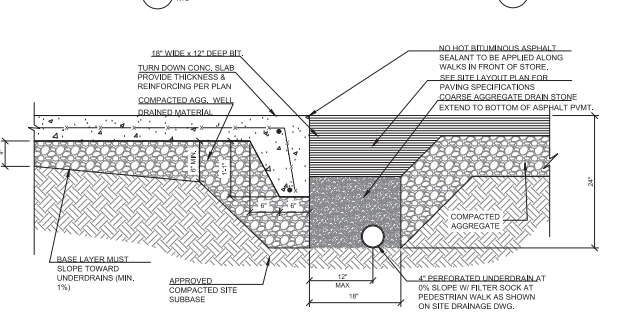 18" WIDE x 12" DEEP BIT.
TURN DOWN CONC. SLAB
PROVIDE THICKNESS &
REINFORCING PER PLAN
COMPACTED AGG. WELL
DRAINED MATERIAL
NO HOT BITUMINOUS ASPHALT
SEALANT TO BE APPLIED ALONG
WALKS IN FRONT OF STORE.
SEE SITE LAYOUT PLAN FOR
PAVING SPECIFICATIONS
COARSE AGGREGATE DRAIN STONE
EXTEND TO BOTTOM OF ASPHALT PVMT.
6" MIN.
1'-1"
6"
6"
24"
COMPACTED
AGGREGATE
BASE LAYER MUST
SLOPE TOWARD
UNDERDRAINS (MIN.
1%)
APPROVED
COMPACTED SITE
SUBBASE
12"
MAX
18"
4" PERFORATED UNDERDRAIN AT
0% SLOPE W/ FILTER SOCK AT
PEDESTRIAN WALK AS SHOWN
ON SITE DRAINAGE DWG.